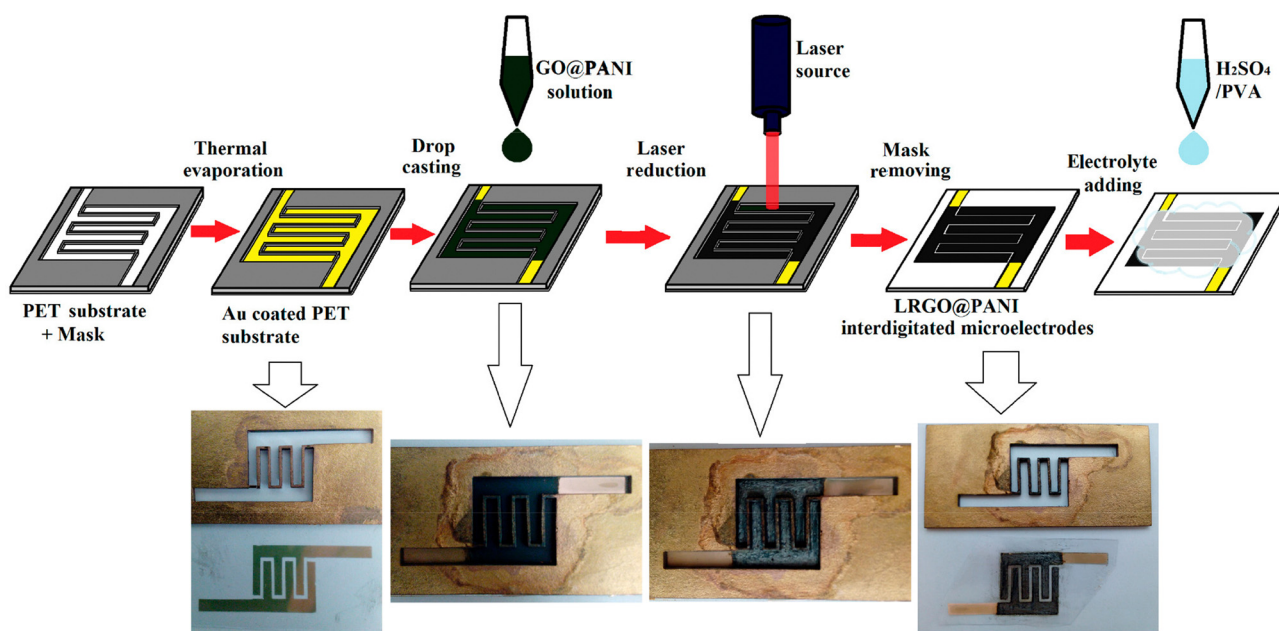 GO@PANI
solution
Laser
source
H₂SO₄
/PVA
Thermal
evaporation
Drop
casting
Laser
reduction
Mask
removing
Electrolyte
adding
PET substrate
+ Mask
Au coated PET
substrate
LRGO@PANI
interdigitated microelectrodes